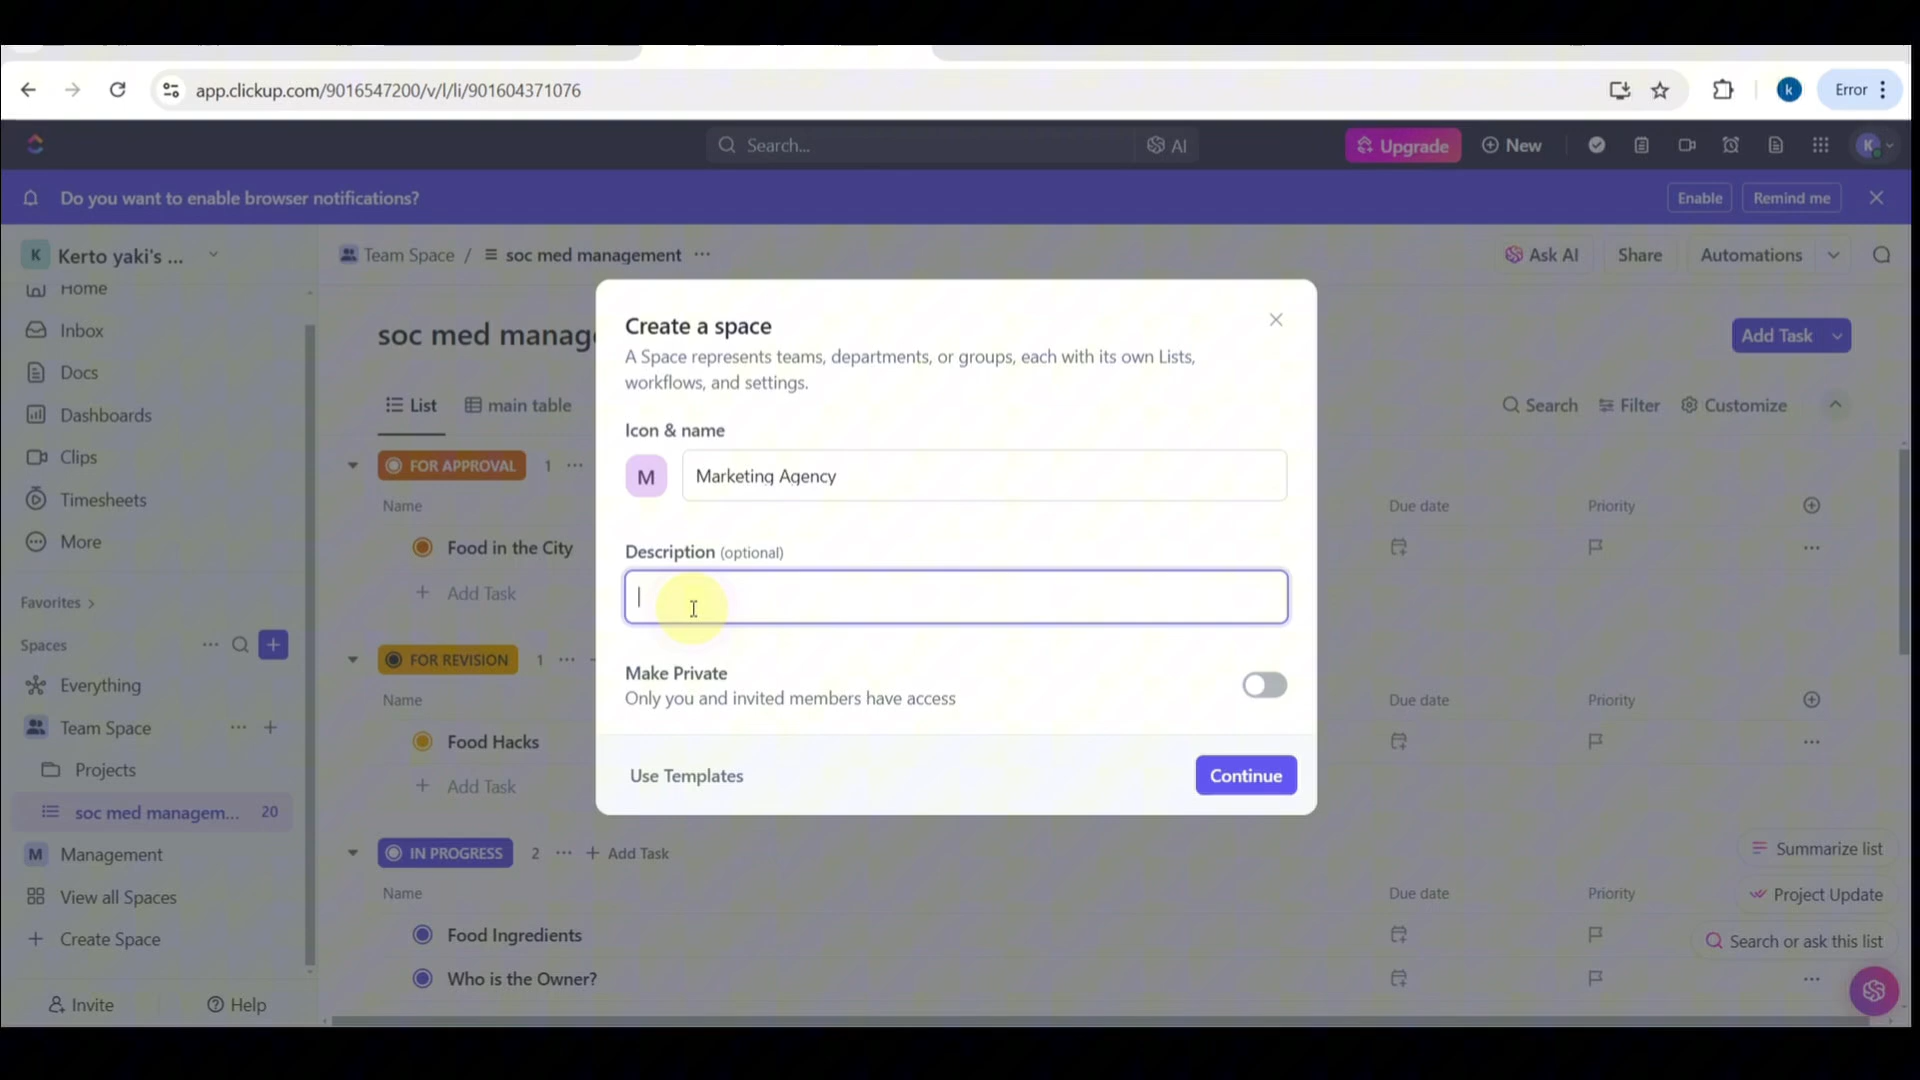 app.clickup.com/9016547200/v/l/li/901604371076
k
Error
Search...
AI
Upgrade
New
K
Do you want to enable browser notifications?
Enable
Remind me
K Kerto yaki's ...
Team Space / soc med management ...
Ask AI
Share
Automations
Home
Inbox
Docs
Dashboards
Clips
Timesheets
More
Favorites
Spaces
Everything
Team Space
Projects
soc med managem... 20
M Management
View all Spaces
Create Space
Invite
Help
soc med manag
Add Task
List
main table
Search
Filter
Customize
FOR APPROVAL 1
Name
Due date
Priority
Food in the City
Add Task
FOR REVISION 1
Name
Due date
Priority
Food Hacks
Add Task
IN PROGRESS 2 ... + Add Task
Name
Due date
Priority
Food Ingredients
Who is the Owner?
Summarize list
Project Update
Search or ask this list
Create a space
A Space represents teams, departments, or groups, each with its own Lists,
workflows, and settings.
Icon & name
M Marketing Agency
Description (optional)
Make Private
Only you and invited members have access
Use Templates
Continue